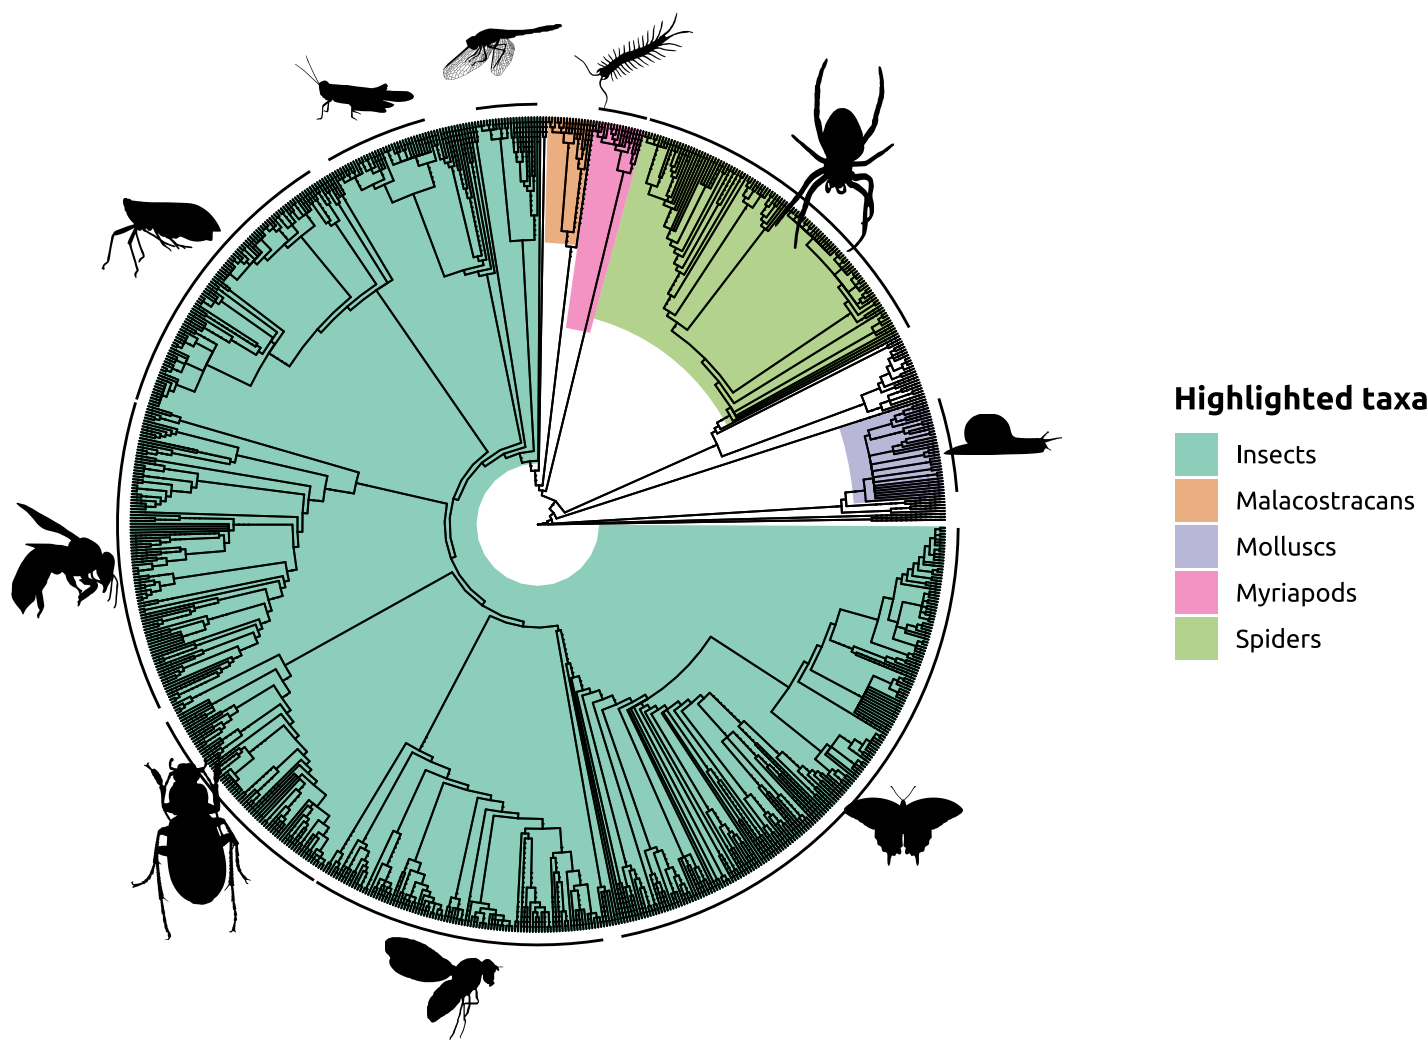 Highlighted taxa
Insects
Malacostracans
Molluscs
Myriapods
Spiders